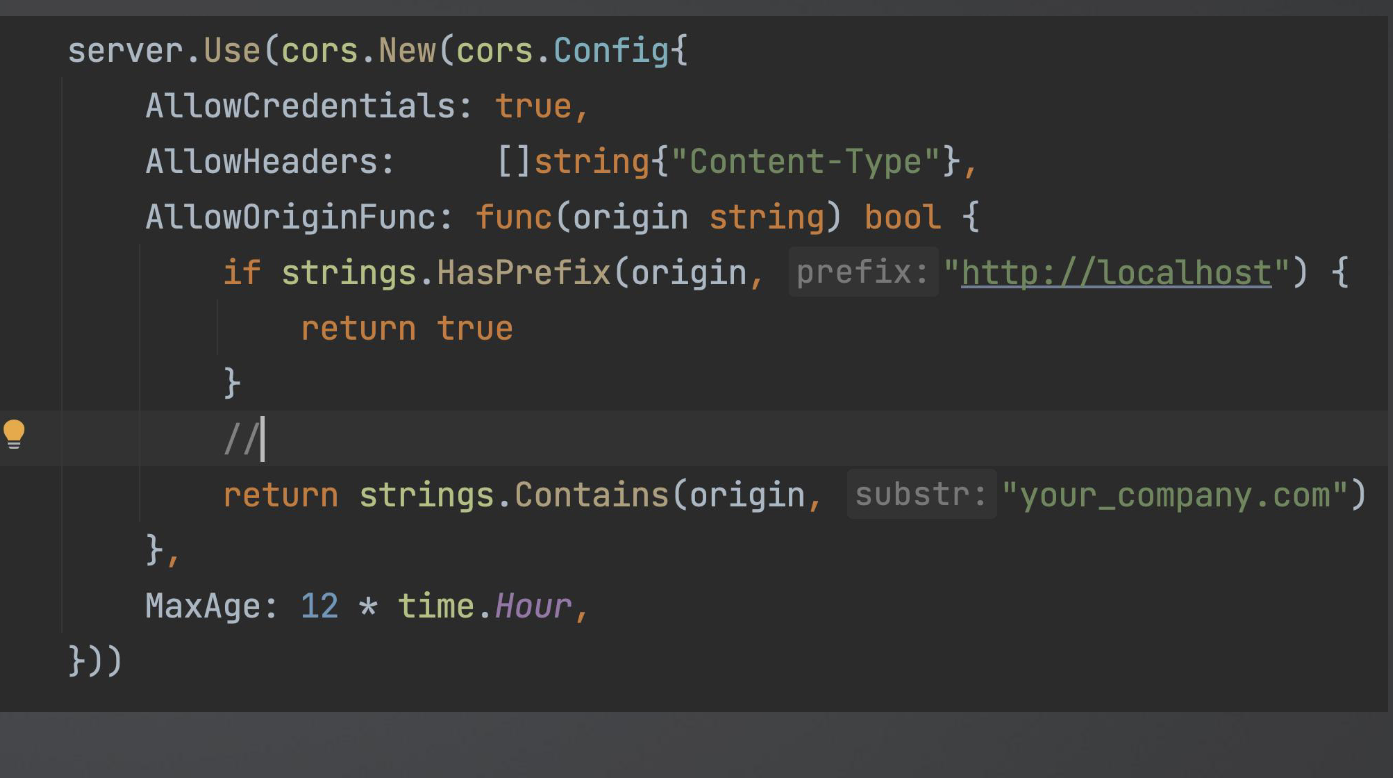 server.Use(cors.New(cors.Config{
    AllowCredentials: true,
    AllowHeaders:     []string{"Content-Type"},
    AllowOriginFunc: func(origin string) bool {
        if strings.HasPrefix(origin, prefix: "http://localhost") {
            return true
        }
        //
        return strings.Contains(origin, substr: "your_company.com")
    },
    MaxAge: 12 * time.Hour,
}))